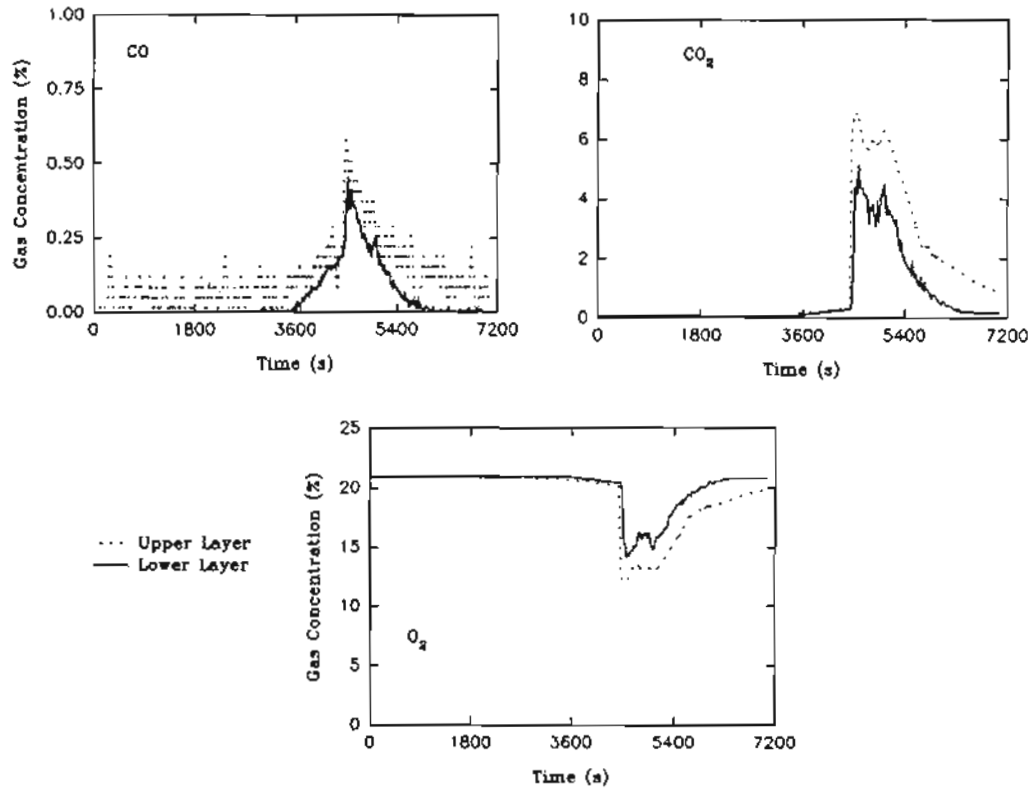 CO
Gas Concentration (%)
1.00
0.75
0.50
0.25
0.00
0 1800 3600 5400 7200
Time (s)
CO₂
10
8
6
4
2
0
0 1800 3600 5400 7200
Time (s)
Upper Layer
Lower Layer
Gas Concentration (%)
25
20
15
10
5
0
O₂
0 1800 3600 5400 7200
Time (s)